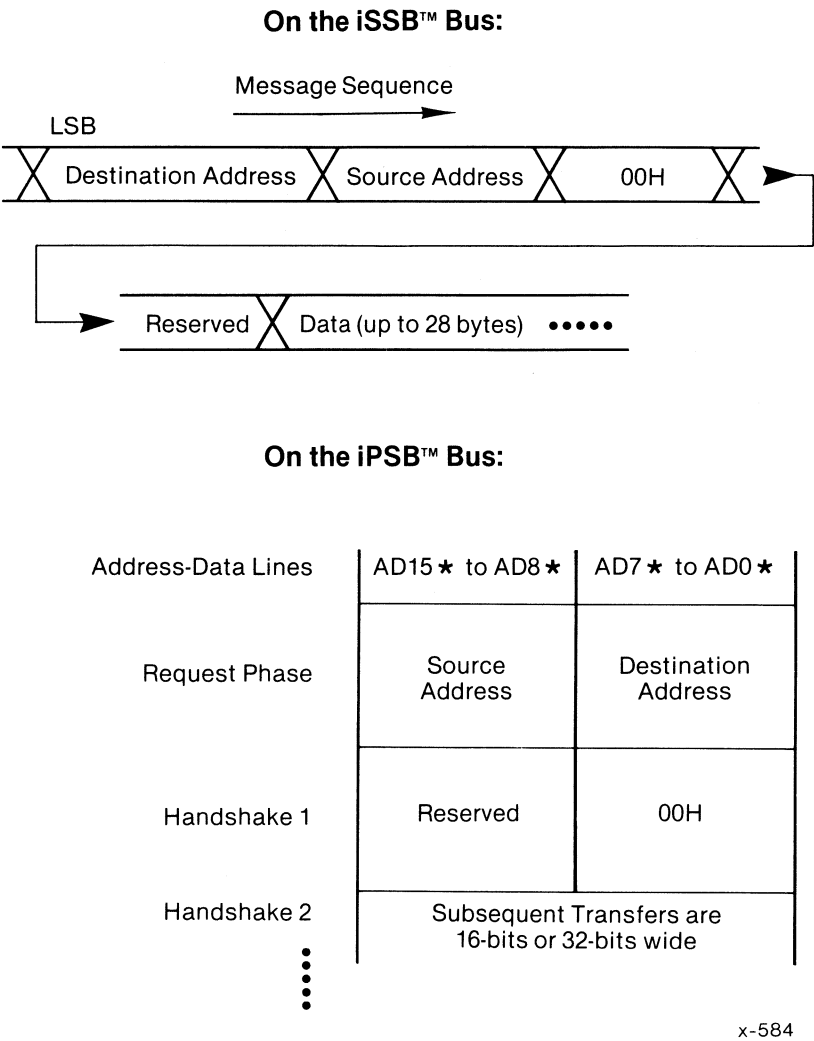 On the iSSB™ Bus:
Message Sequence
LSB
Destination Address Source Address 00H
Reserved Data (up to 28 bytes) •••••
On the iPSB™ Bus:
Address-Data Lines AD15* to AD8* AD7* to AD0*
Request Phase Source Address Destination Address
Handshake 1 Reserved 00H
Handshake 2 Subsequent Transfers are
16-bits or 32-bits wide
x-584